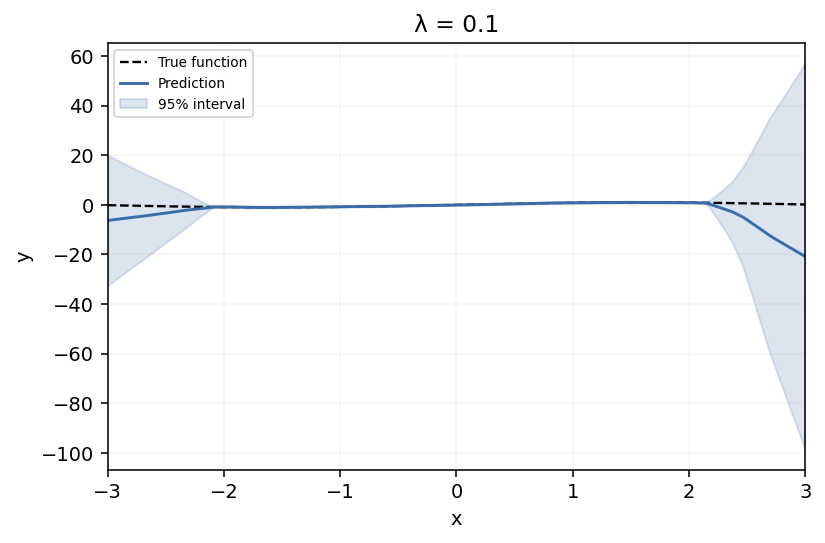 λ = 0.1
True function
Prediction
95% interval
60
40
20
0
−20
−40
−60
−80
−100
y
−3 −2 −1 0 1 2 3
x